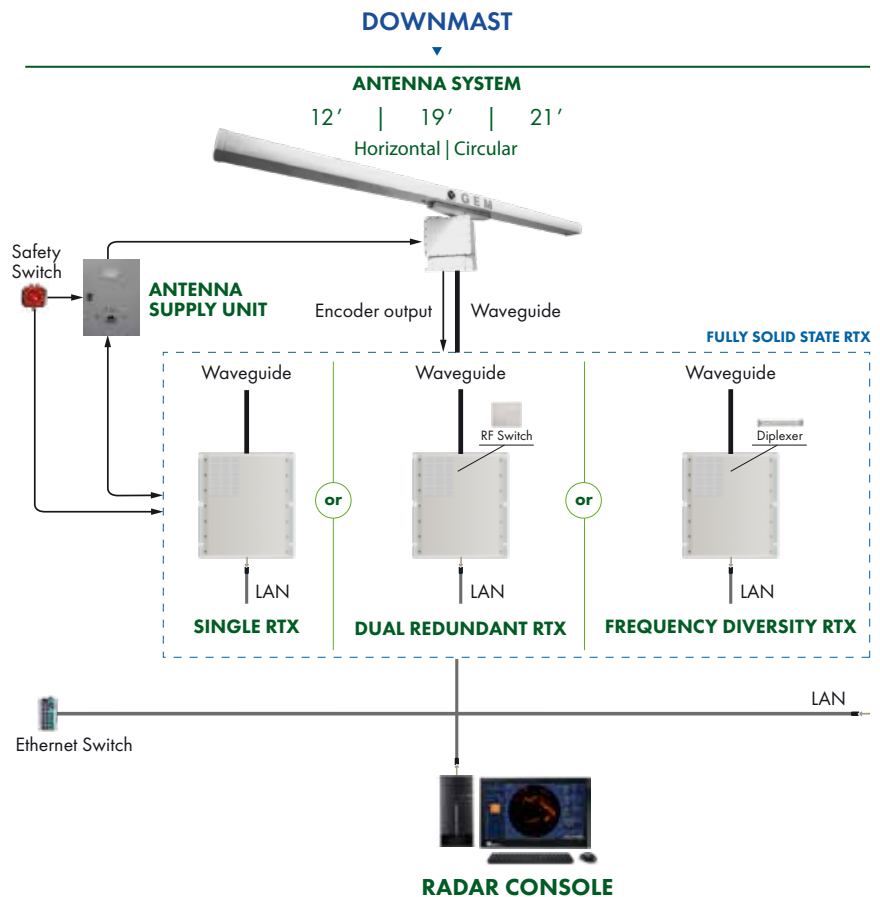 DOWNMAST
ANTENNA SYSTEM
12′ | 19′ | 21′
Horizontal | Circular
GEM
Safety
Switch
ANTENNA
SUPPLY UNIT
Encoder output
Waveguide
FULLY SOLID STATE RTX
Waveguide
Waveguide
Waveguide
RF Switch
Diplexer
or
or
LAN
LAN
LAN
SINGLE RTX
DUAL REDUNDANT RTX
FREQUENCY DIVERSITY RTX
LAN
Ethernet Switch
RADAR CONSOLE